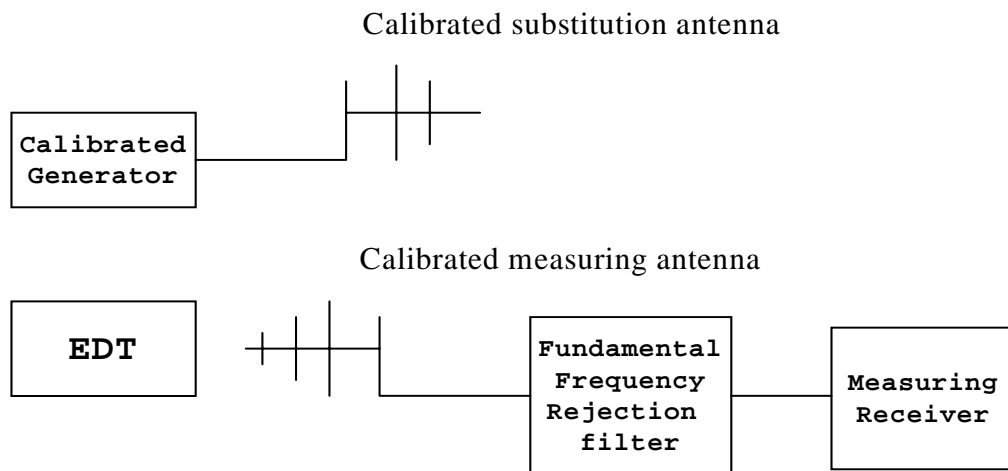 Calibrated substitution antenna
Calibrated
Generator
Calibrated measuring antenna
EDT
Fundamental
Frequency
Rejection
filter
Measuring
Receiver